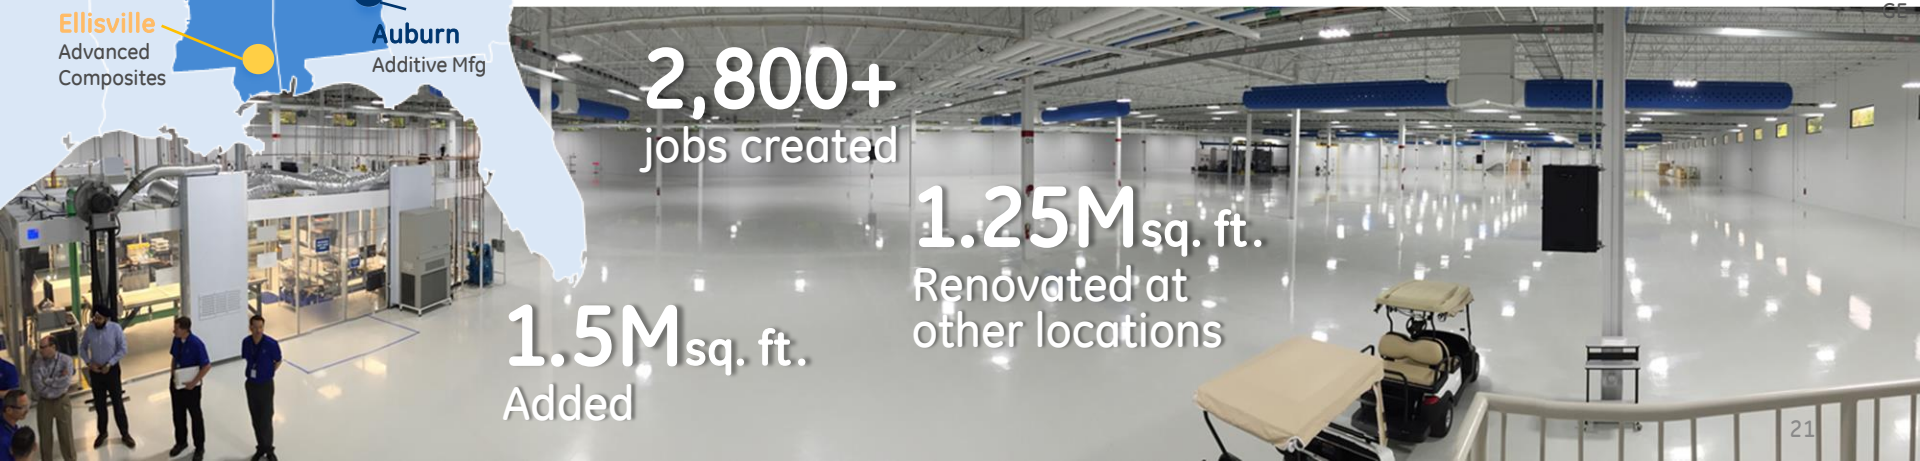 GE
Ellisville
Advanced
Composites
Auburn
Additive Mfg
2,800+
jobs created
1.25M sq. ft.
Renovated at
other locations
1.5M sq. ft.
Added
21